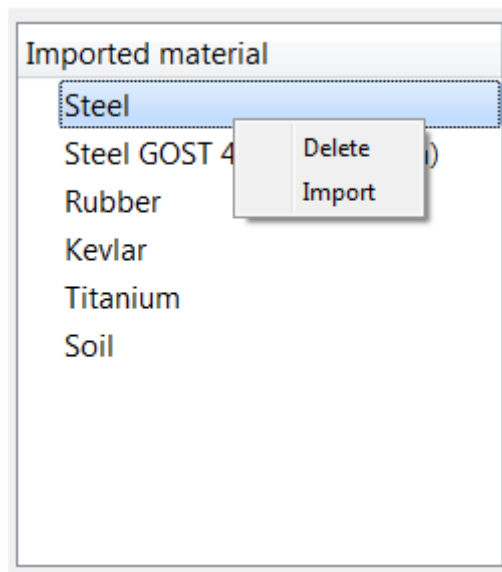 Imported material
Steel
Steel GOST 4 )
Rubber
Kevlar
Titanium
Soil
Delete
Import